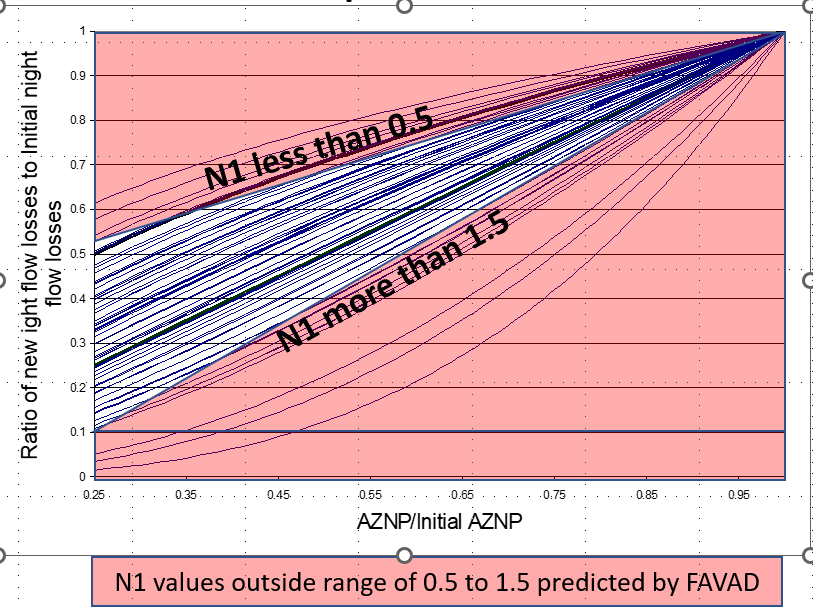 Ratio of new ight flow losses to Initial night
flow losses
1
0.9
0.8
0.7
0.6
0.5
0.4
0.3
0.2
0.1
0
N1 less than 0.5
N1 more than 1.5
0.25 0.35 0.45 0.55 0.65 0.75 0.85 0.95
AZNP/Initial AZNP
N1 values outside range of 0.5 to 1.5 predicted by FAVAD